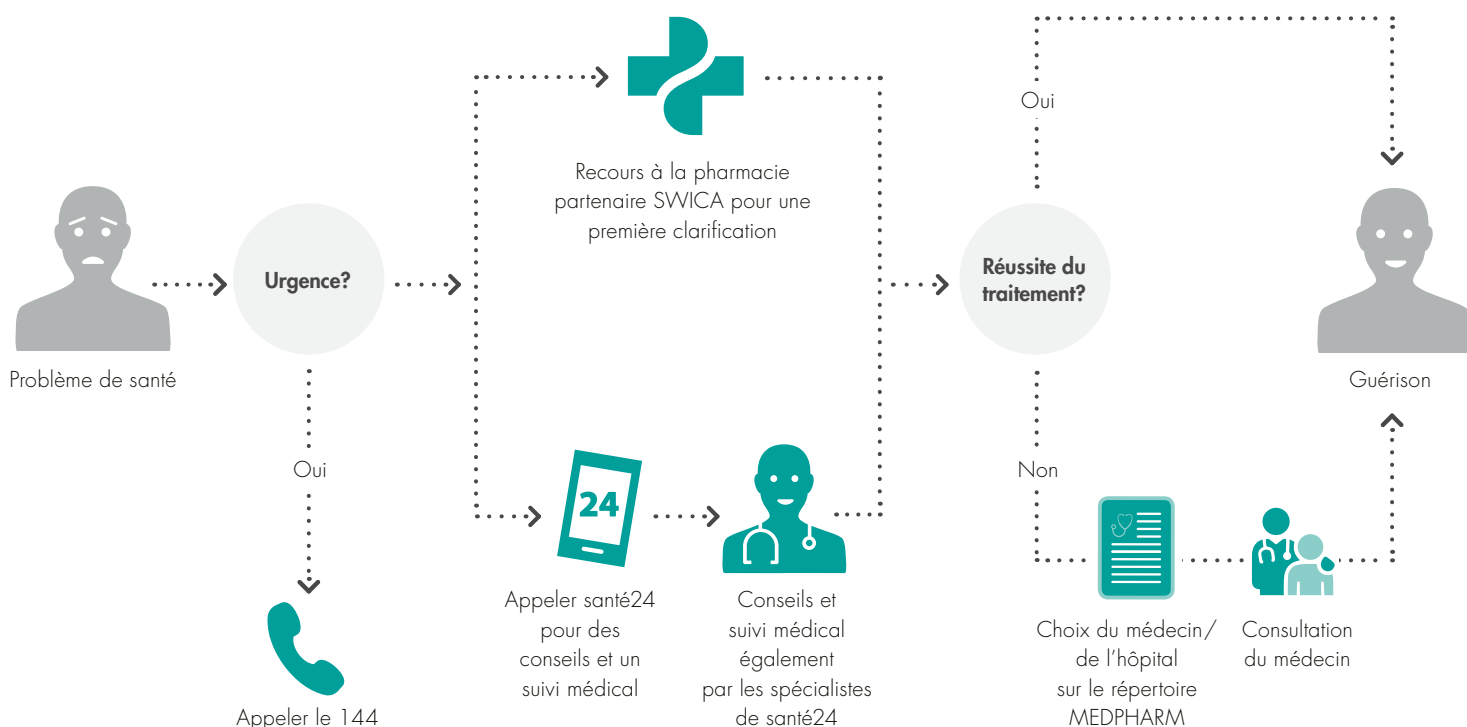 Problème de santé
Urgence?
Oui
Appeler le 144
Recours à la pharmacie
partenaire SWICA pour une
première clarification
24
Appeler santé24
pour des
conseils et un
suivi médical
Conseils et
suivi médical
également
par les spécialistes
de santé24
Réussite du
traitement?
Oui
Non
Choix du médecin/
de l’hôpital
sur le répertoire
MEDPHARM
Consultation
du médecin
Guérison